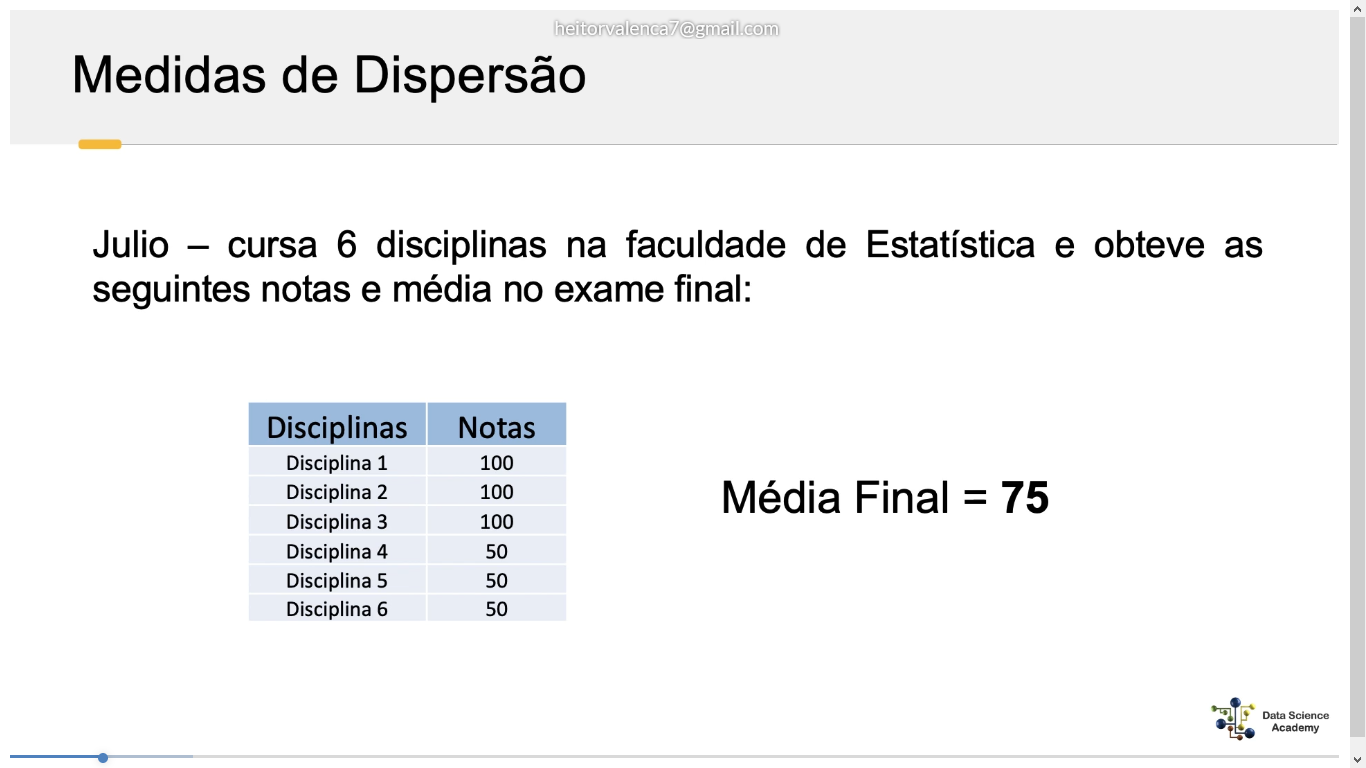 heitorvalenca7@gmail.com
Medidas de Dispersão
Julio – cursa 6 disciplinas na faculdade de Estatística e obteve as
seguintes notas e média no exame final:
Disciplinas Notas
Disciplina 1 100
Disciplina 2 100
Disciplina 3 100
Disciplina 4 50
Disciplina 5 50
Disciplina 6 50
Média Final = 75
Data Science
Academy